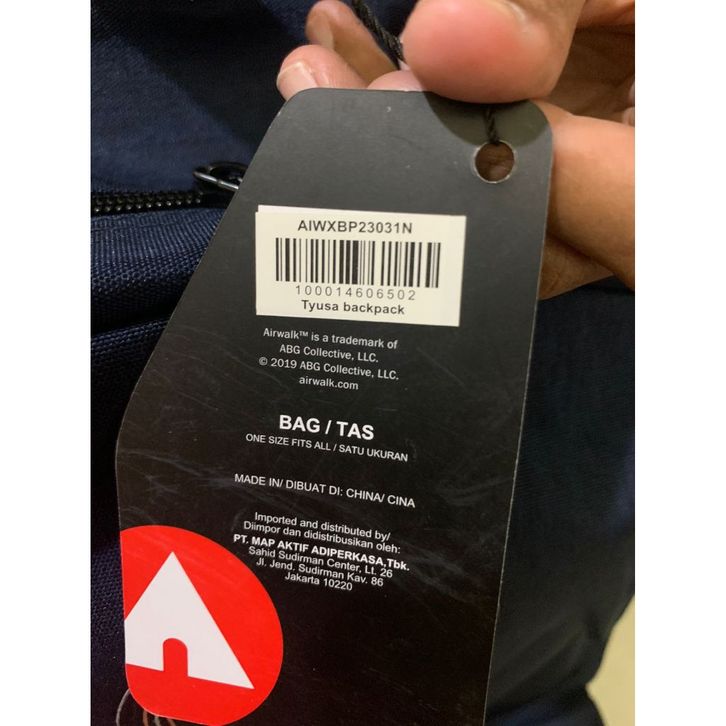 AIWXBP23031N
100014606502
Tyusa backpack
Airwalk™ is a trademark of
ABG Collective, LLC.
© 2019 ABG Collective, LLC.
airwalk.com
BAG / TAS
ONE SIZE FITS ALL / SATU UKURAN
MADE IN/ DIBUAT DI: CHINA/ CINA
Imported and distributed by/
Diimpor dan didistribusikan oleh:
PT. MAP AKTIF ADIPERKASA,Tbk.
Sahid Sudirman Center, Lt. 26
Jl. Jend. Sudirman Kav. 86
Jakarta 10220